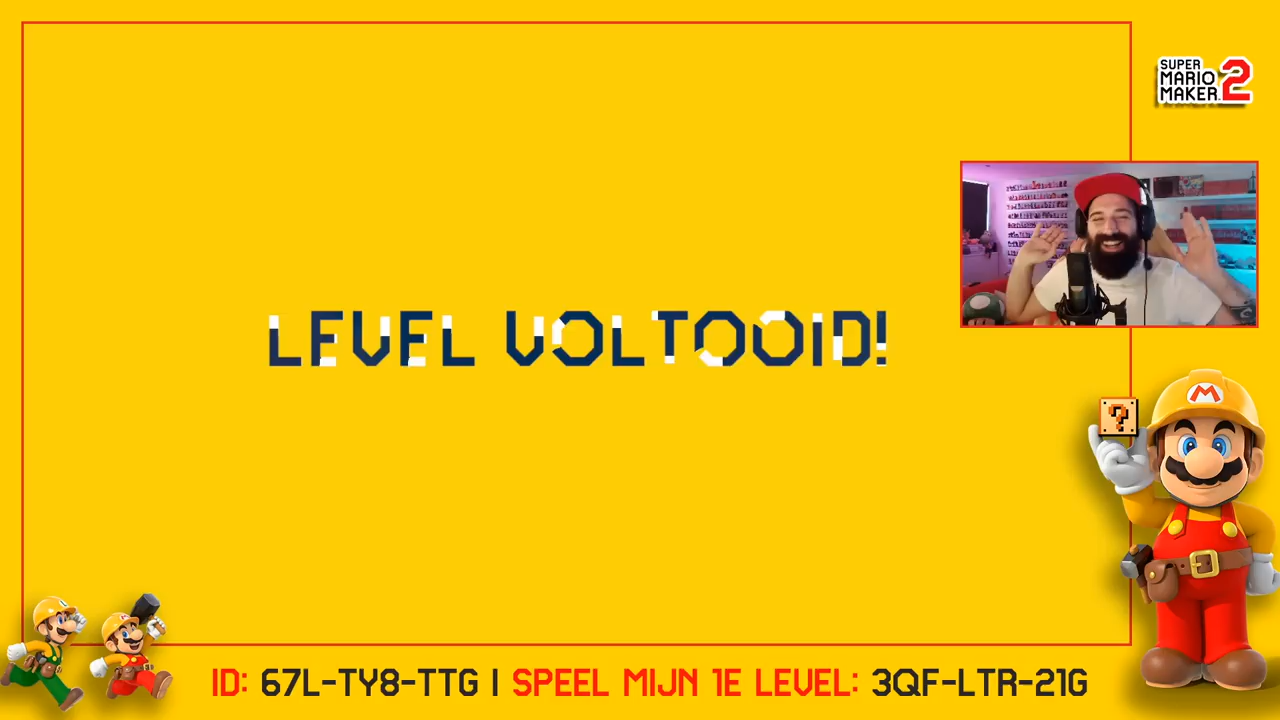 SUPER
MARIO
MAKER 2
LEVEL VOLTOOID!
ID: 67L-TY8-TTG | SPEEL MIJN 1E LEVEL: 3QF-LTR-21G